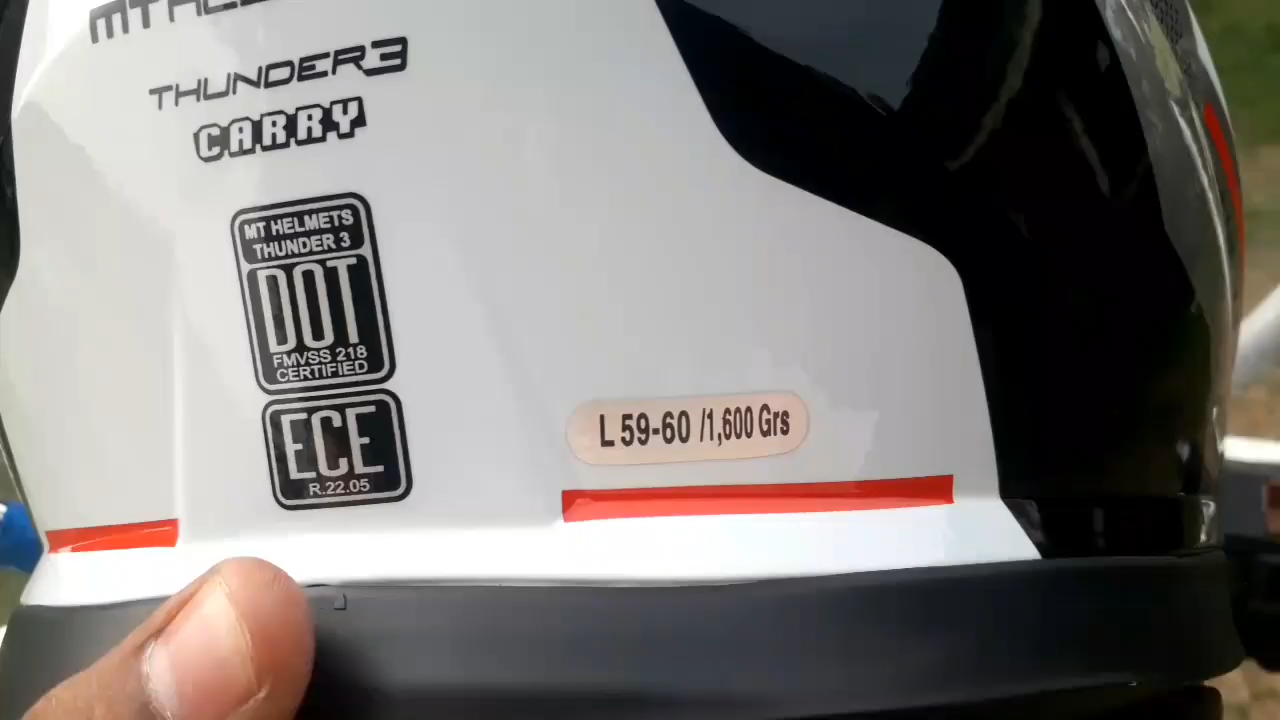 THUNDER3
CARRY
MT HELMETS
THUNDER 3
DOT
FMVSS 218
CERTIFIED
ECE
R.22.05
L 59-60 /1,600 Grs